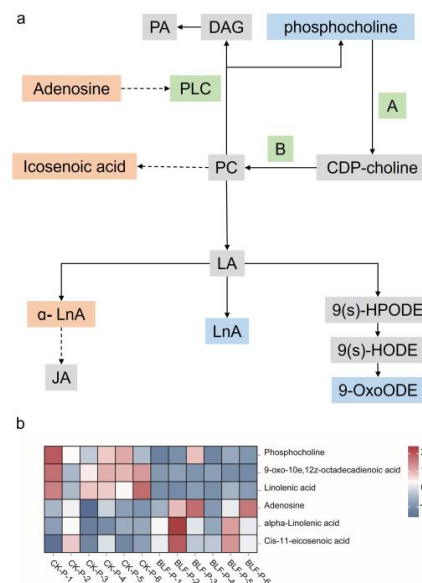 a
PA
DAG
phosphocholine
Adenosine
PLC
A
Icosenoic acid
PC
B
CDP-choline
LA
α- LnA
LnA
9(s)-HPODE
JA
9(s)-HODE
9-OxoODE
b
Phosphocholine
9-oxo-10e,12z-octadecadienoic acid
Linolenic acid
Adenosine
alpha-Linolenic acid
Cis-11-eicosenoic acid
CK-P-1
CK-P-2
CK-P-3
CK-P-4
CK-P-5
CK-P-6
BLF-P-1
BLF-P-2
BLF-P-3
BLF-P-4
BLF-P-5
BLF-P-6